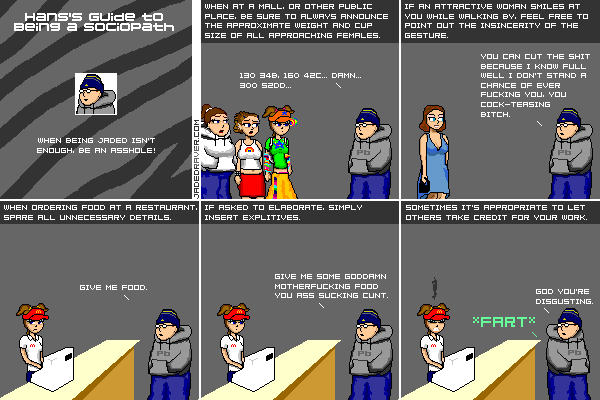 Hans's Guide to
Being a Sociopath
WHEN BEING JADED ISN'T
ENOUGH, BE AN ASSHOLE!
JADEDRAVER.COM
WHEN AT A MALL, OR OTHER PUBLIC
PLACE, BE SURE TO ALWAYS ANNOUNCE
THE APPROXIMATE WEIGHT AND CUP
SIZE OF ALL APPROACHING FEMALES.
130 34B, 160 42C... DAMN...
300 52DD...
Pb
IF AN ATTRACTIVE WOMAN SMILES AT
YOU WHILE WALKING BY, FEEL FREE TO
POINT OUT THE INSINCERITY OF THE
GESTURE.
YOU CAN CUT THE SHIT
BECAUSE I KNOW FULL
WELL I DON'T STAND A
CHANCE OF EVER
FUCKING YOU, YOU
COCK-TEASING
BITCH.
Pb
WHEN ORDERING FOOD AT A RESTAURANT,
SPARE ALL UNNECESSARY DETAILS.
GIVE ME FOOD.
Pb
IF ASKED TO ELABORATE, SIMPLY
INSERT EXPLITIVES.
GIVE ME SOME GODDAMN
MOTHERFUCKING FOOD
YOU ASS SUCKING CUNT.
Pb
SOMETIMES IT'S APPROPRIATE TO LET
OTHERS TAKE CREDIT FOR YOUR WORK.
GOD YOU'RE
DISGUSTING.
*FART*
Pb